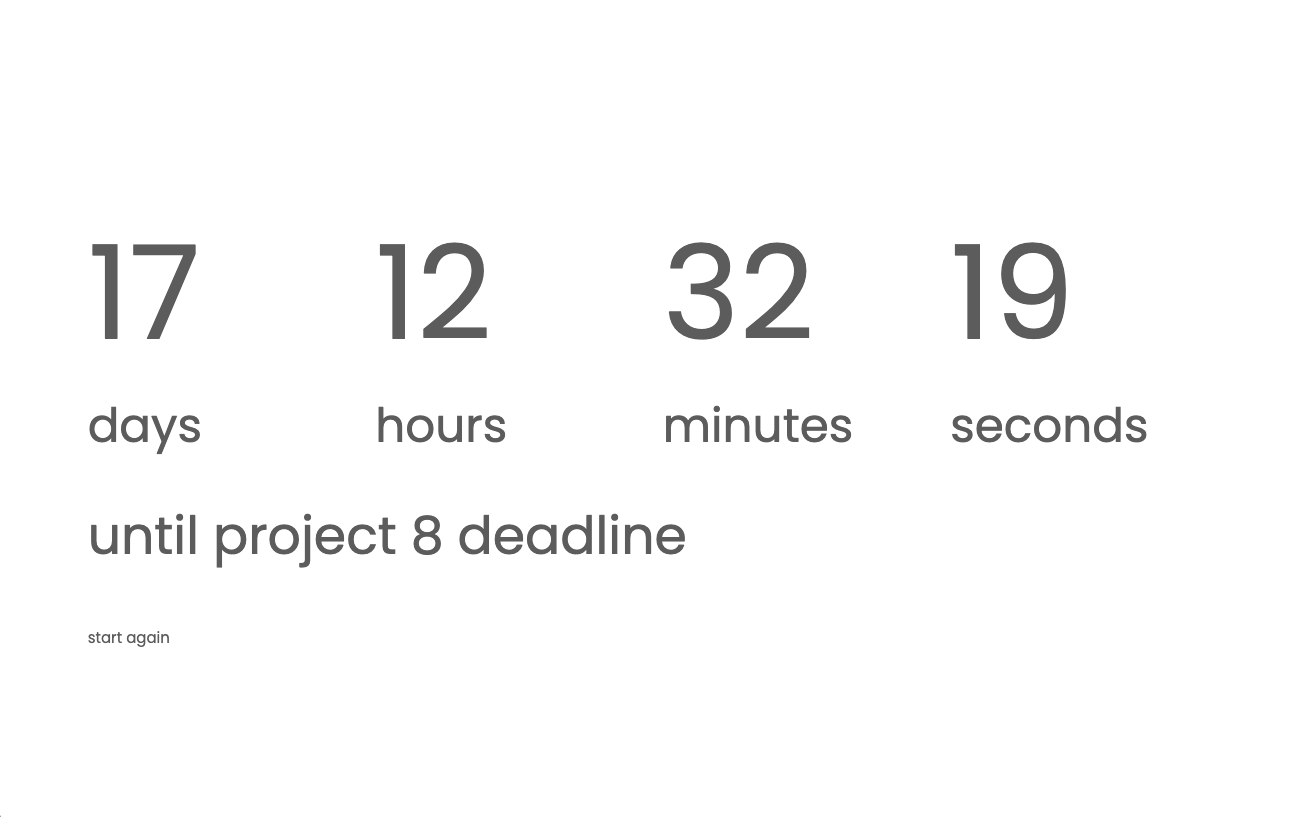 17 12 32 19
days hours minutes seconds
until project 8 deadline
start again